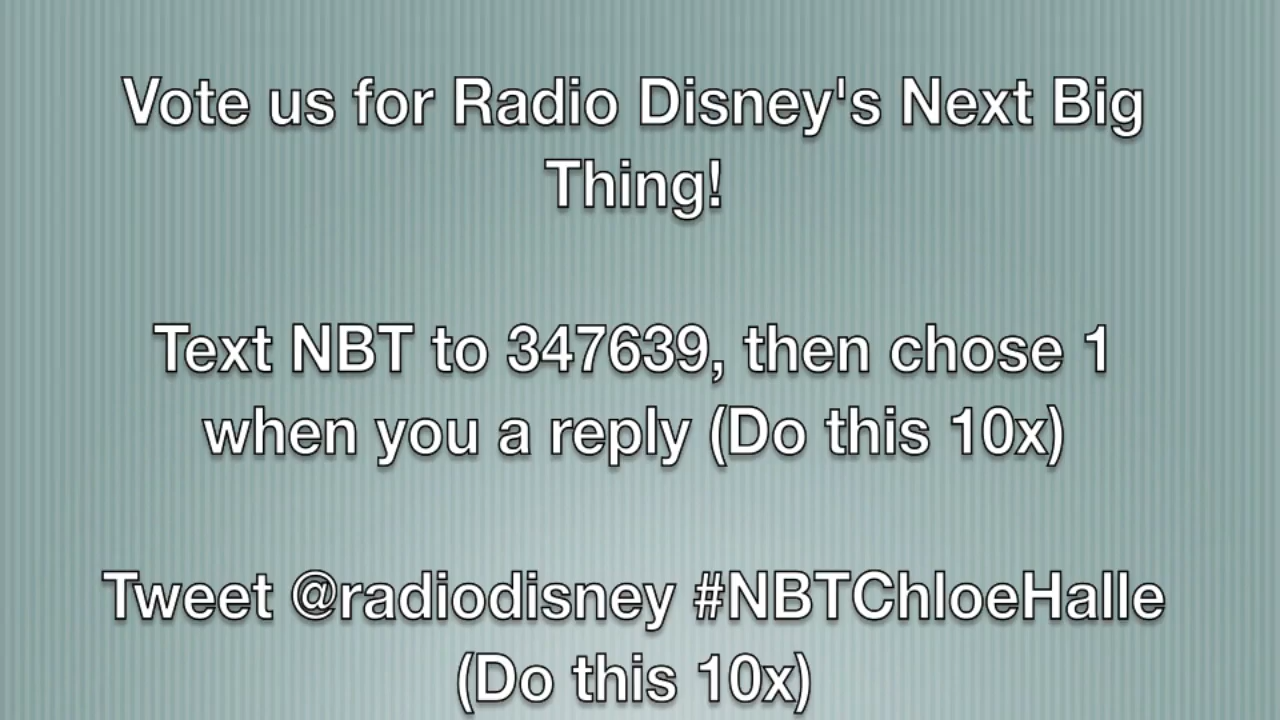 Vote us for Radio Disney's Next Big
Thing!
Text NBT to 347639, then chose 1
when you a reply (Do this 10x)
Tweet @radiodisney #NBTChloeHalle
(Do this 10x)